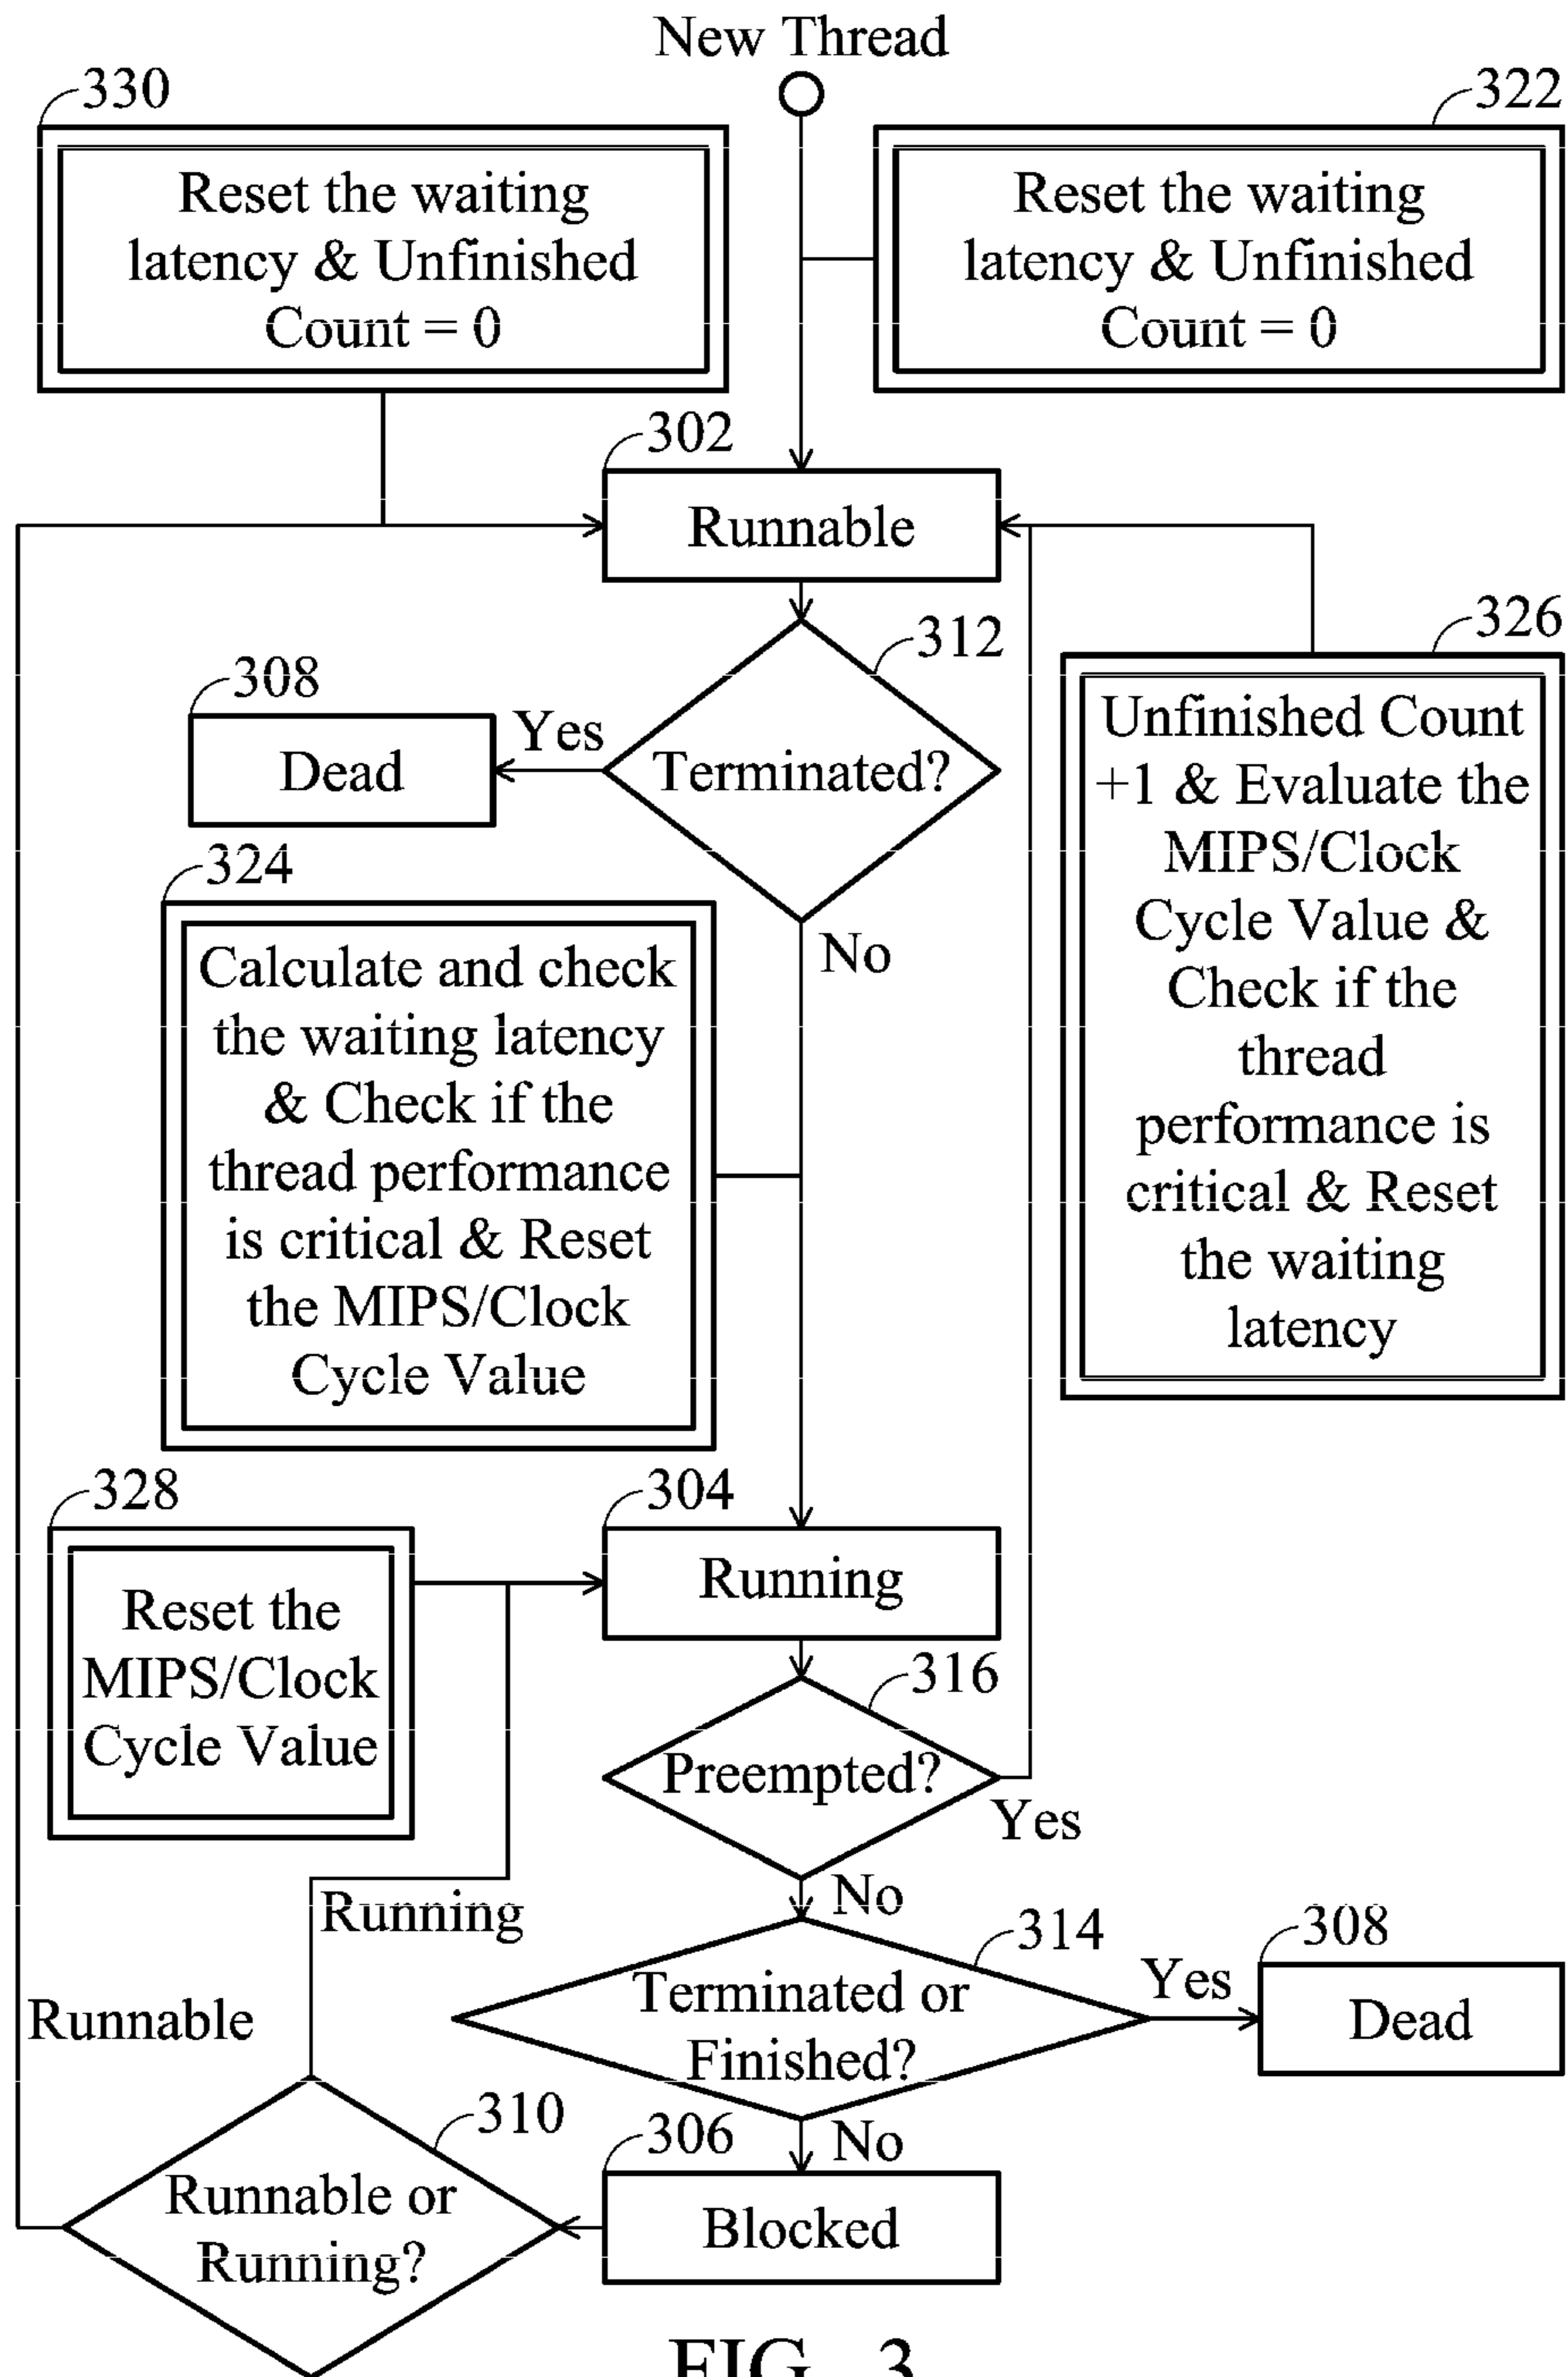 New Thread
330
322
Reset the waiting
latency & Unfinished
Count = 0
Reset the waiting
latency & Unfinished
Count = 0
302
Runnable
312
326
308
Yes
Dead
Terminated?
No
324
Calculate and check
the waiting latency
& Check if the
thread performance
is critical & Reset
the MIPS/Clock
Cycle Value
Unfinished Count
+1 & Evaluate the
MIPS/Clock
Cycle Value &
Check if the
thread
performance is
critical & Reset
the waiting
latency
328
Reset the
MIPS/Clock
Cycle Value
304
Running
316
Preempted?
Yes
No
Running
314
Terminated or
Finished?
Yes
308
Dead
No
Runnable
310
Runnable or
Running?
306
Blocked
FIG. 3